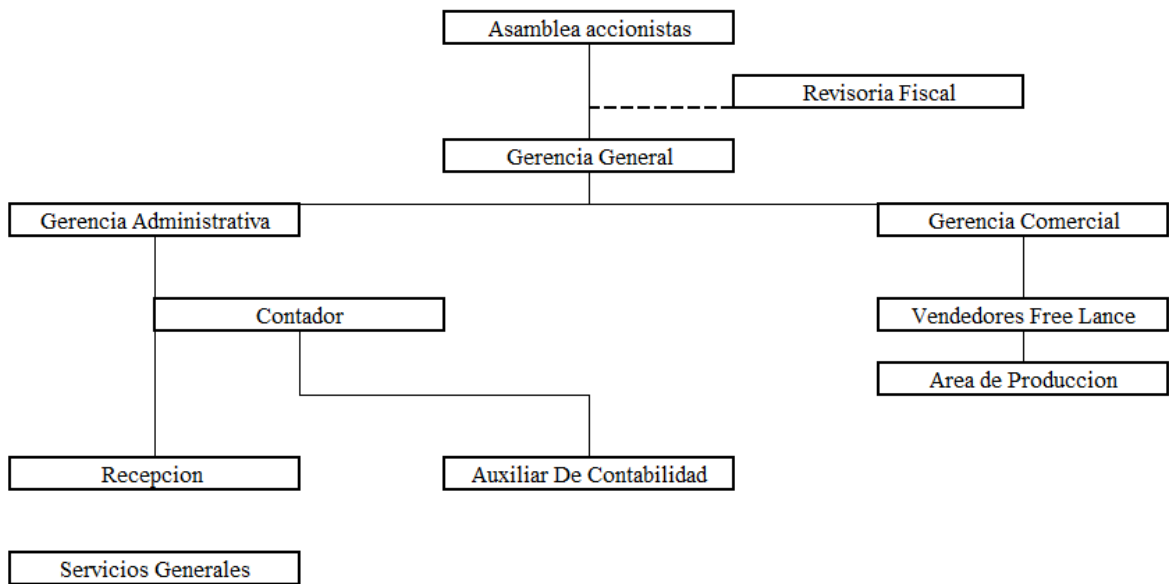 Asamblea accionistas
Revisoria Fiscal
Gerencia General
Gerencia Administrativa
Gerencia Comercial
Contador
Vendedores Free Lance
Area de Produccion
Recepcion
Auxiliar De Contabilidad
Servicios Generales